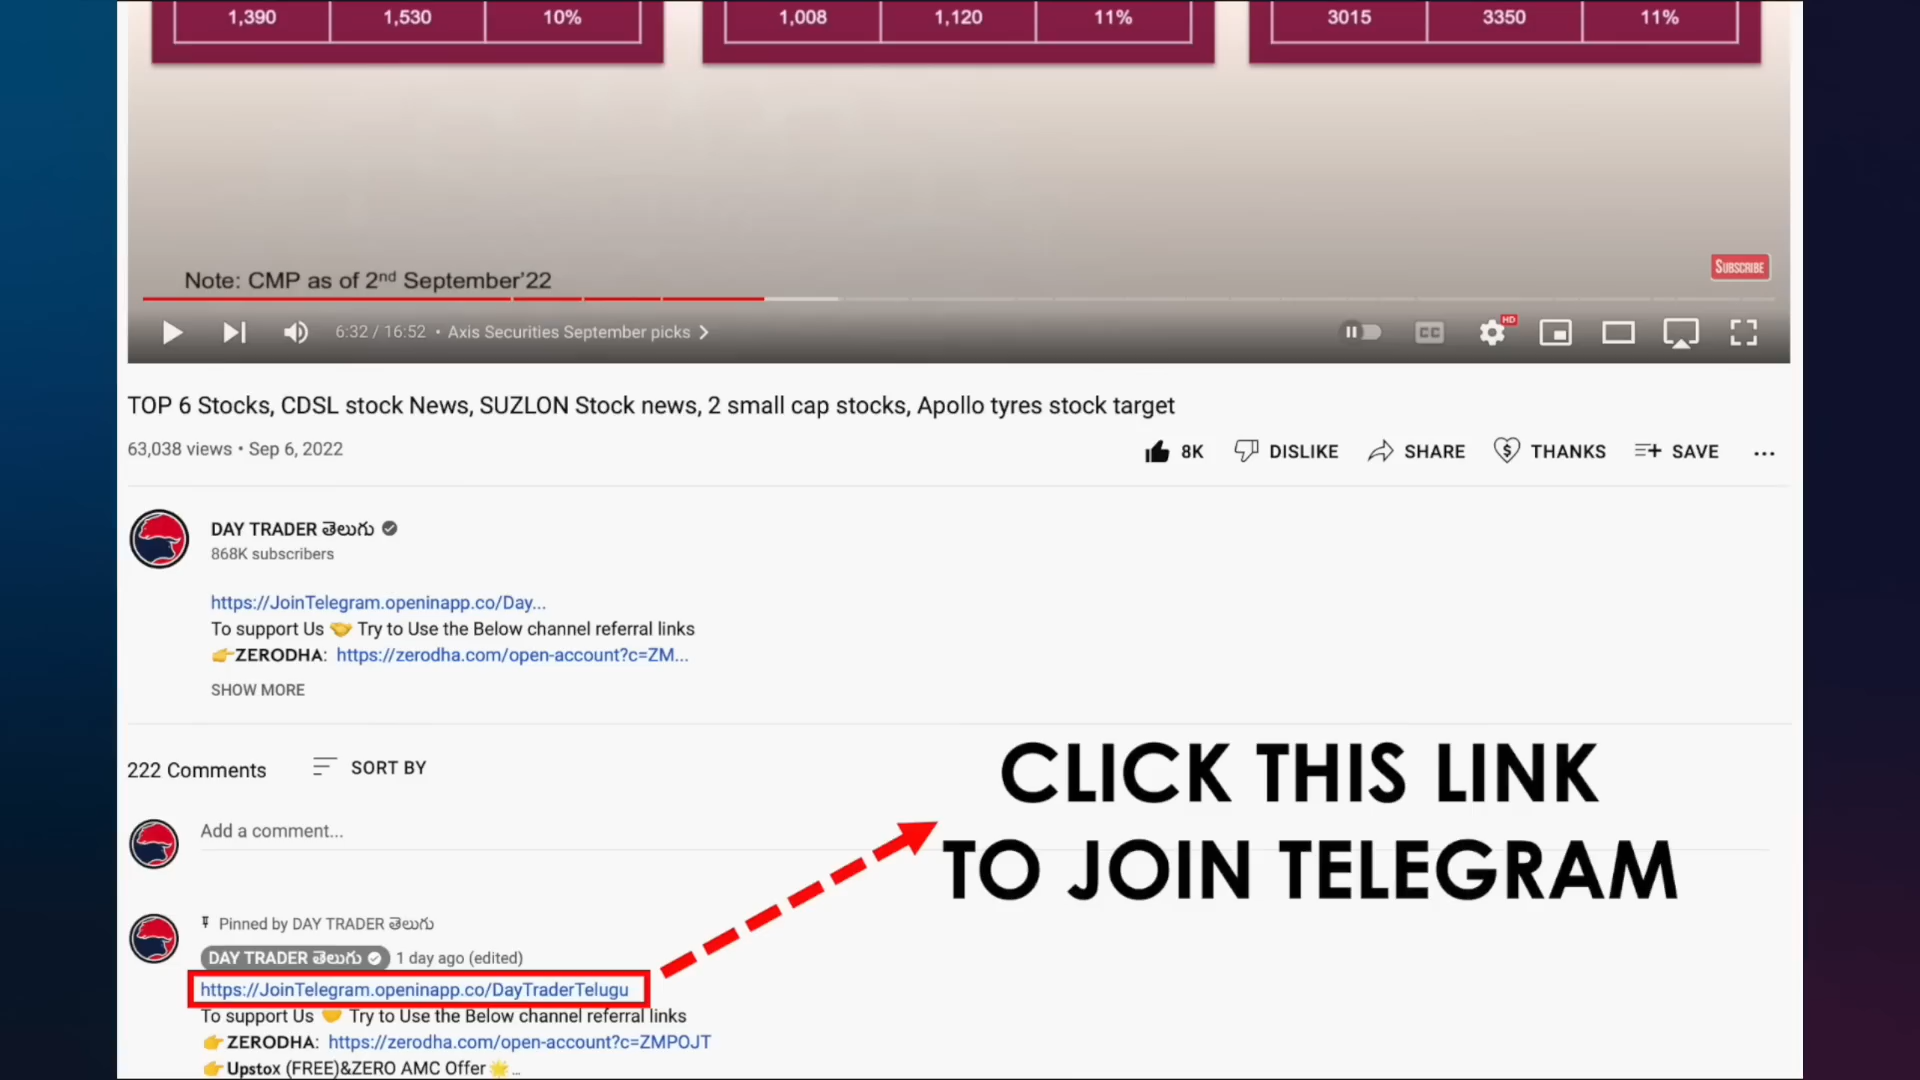 1,390 1,530 10% 1,008 1,120 11% 3015 3350 11%
Note: CMP as of 2nd September'22
SUBSCRIBE
6:32 / 16:52 • Axis Securities September picks
CC HD
TOP 6 Stocks, CDSL stock News, SUZLON Stock news, 2 small cap stocks, Apollo tyres stock target
63,038 views • Sep 6, 2022
8K DISLIKE SHARE THANKS SAVE ...
DAY TRADER తెలుగు
868K subscribers
https://JoinTelegram.openinapp.co/Day...
To support Us 🤝 Try to Use the Below channel referral links
👉ZERODHA: https://zerodha.com/open-account?c=ZM...
SHOW MORE
222 Comments SORT BY
CLICK THIS LINK
TO JOIN TELEGRAM
Add a comment...
Pinned by DAY TRADER తెలుగు
DAY TRADER తెలుగు 1 day ago (edited)
https://JoinTelegram.openinapp.co/DayTraderTelugu
To support Us 🤝 Try to Use the Below channel referral links
👉 ZERODHA: https://zerodha.com/open-account?c=ZMPOJT
👉 Upstox (FREE)&ZERO AMC Offer 🌟...